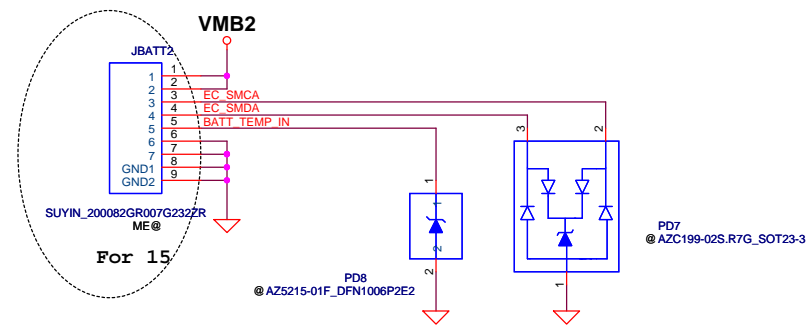 VMB2
JBATT2
1 1
2 2
3 3 EC_SMCA
4 4 EC_SMDA
5 5 BATT_TEMP_IN
6 6
7 7
GND1 8
GND2 9
SUYIN_200082GR007G232ZR
ME@
For 15
1
1
2
2
PD8
@ AZ5215-01F_DFN1006P2E2
3
2
1
PD7
@ AZC199-02S.R7G_SOT23-3